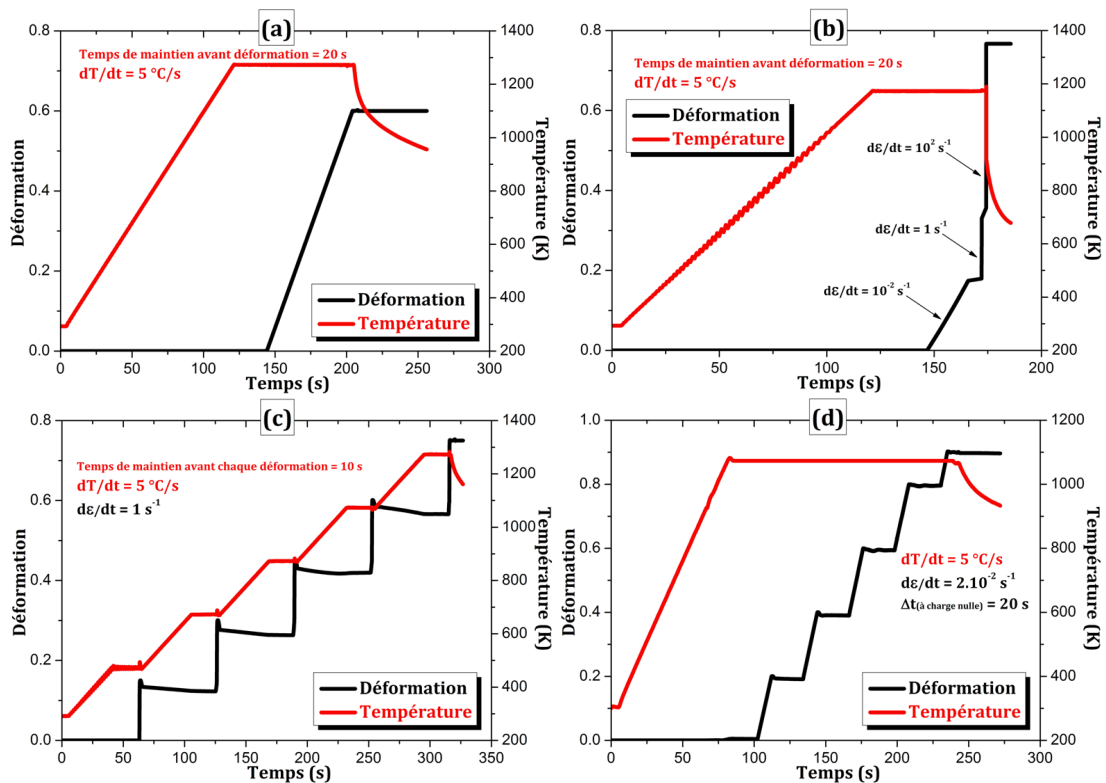 (a)
Temps de maintien avant déformation = 20 s
dT/dt = 5 °C/s
Déformation
Température
Déformation
Température (K)
Temps (s)
0.0 0.2 0.4 0.6 0.8
200 400 600 800 1000 1200 1400
0 50 100 150 200 250 300
(b)
Temps de maintien avant déformation = 20 s
dT/dt = 5 °C/s
Déformation
Température
dƐ/dt = 10² s⁻¹
dƐ/dt = 1 s⁻¹
dƐ/dt = 10⁻² s⁻¹
Déformation
Température (K)
Temps (s)
0.0 0.2 0.4 0.6 0.8
200 400 600 800 1000 1200 1400
0 50 100 150 200
(c)
Temps de maintien avant chaque déformation = 10 s
dT/dt = 5 °C/s
dε/dt = 1 s⁻¹
Déformation
Température
Déformation
Température (K)
Temps (s)
0.0 0.2 0.4 0.6 0.8
200 400 600 800 1000 1200 1400
0 50 100 150 200 250 300 350
(d)
dT/dt = 5 °C/s
dε/dt = 2.10⁻² s⁻¹
Δt(à charge nulle) = 20 s
Déformation
Température
Déformation
Température (K)
Temps (s)
0.0 0.2 0.4 0.6 0.8 1.0
200 400 600 800 1000 1200
0 50 100 150 200 250 300